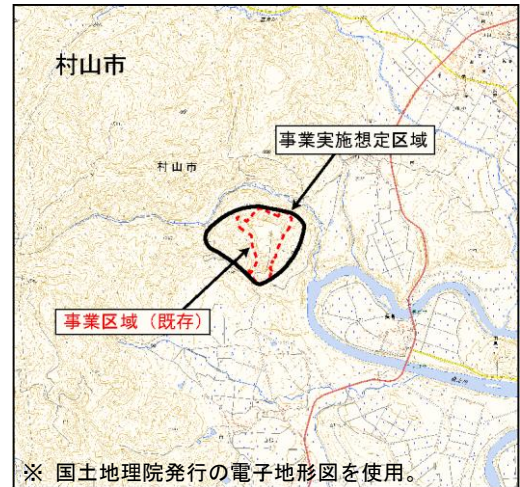 村山市
事業実施想定区域
村山市
事業区域（既存）
※ 国土地理院発行の電子地形図を使用。